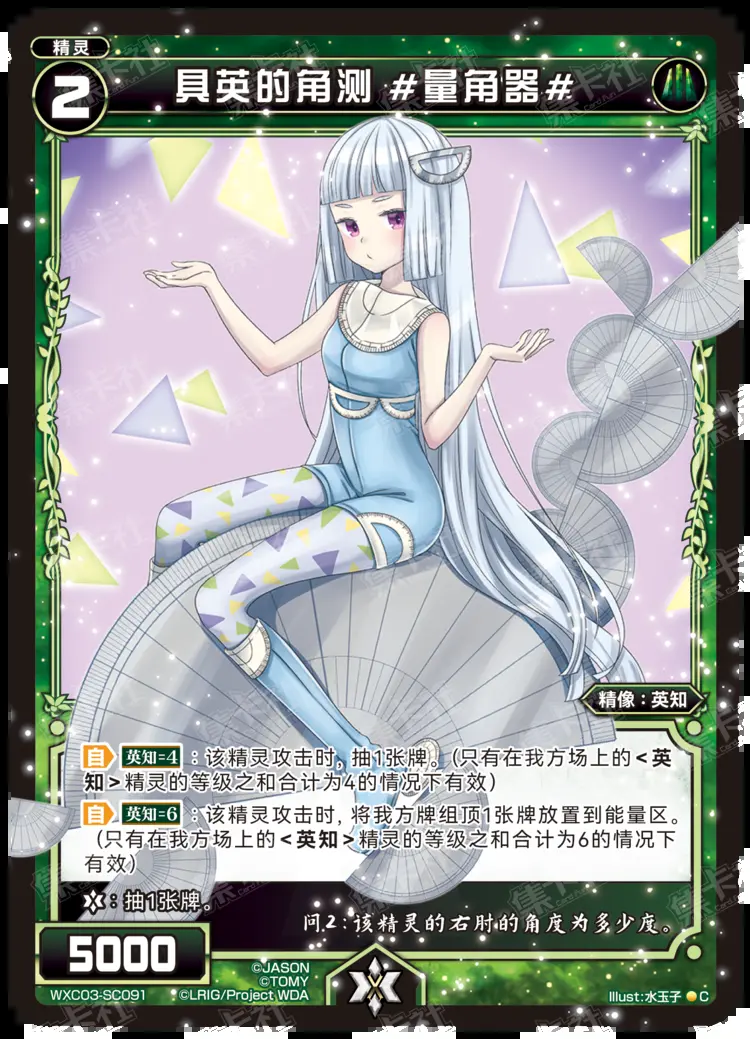 精灵
2
具英的角测 #量角器#
精像：英知
自 英知=4：该精灵攻击时，抽1张牌。（只有在我方场上的<英
知>精灵的等级之和合计为4的情况下有效）
自 英知=6：该精灵攻击时，将我方牌组顶1张牌放置到能量区。
（只有在我方场上的<英知>精灵的等级之和合计为6的情况下
有效）
：抽1张牌。
问.2：该精灵的右肘的角度为多少度。
5000
©JASON
©TOMY
WXC03-SC091 ©LRIG/Project WDA
Illust:水玉子 C
集卡社